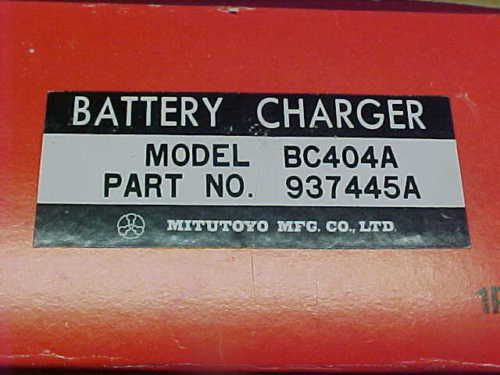 BATTERY CHARGER
MODEL BC404A
PART NO. 937445A
MITUTOYO MFG. CO., LTD.